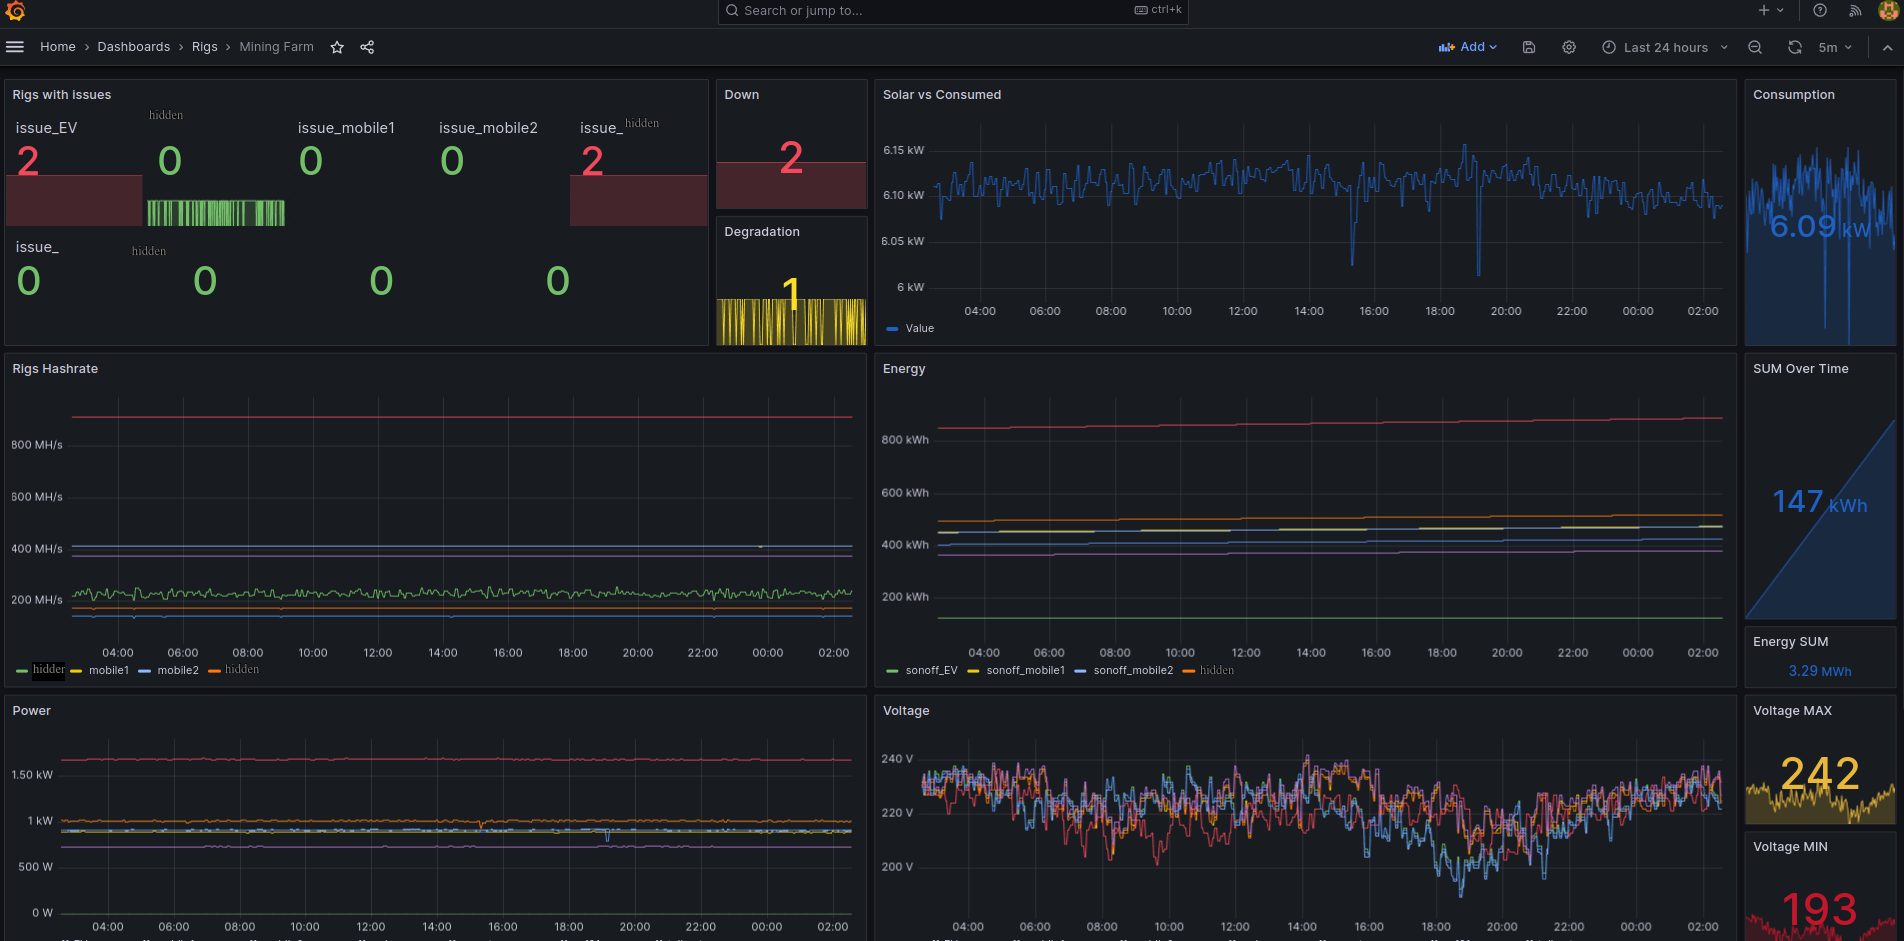 Search or jump to...
ctrl+k
Home › Dashboards › Rigs › Mining Farm
Add
Last 24 hours
5m
Rigs with issues
issue_EV
2
hidden
0
issue_mobile1
0
issue_mobile2
0
issue_ hidden
2
issue_
0
hidden
0
0
0
Down
2
Degradation
1
Solar vs Consumed
6.15 kW
6.10 kW
6.05 kW
6 kW
04:00 06:00 08:00 10:00 12:00 14:00 16:00 18:00 20:00 22:00 00:00 02:00
Value
Consumption
6.09 kW
Rigs Hashrate
800 MH/s
600 MH/s
400 MH/s
200 MH/s
04:00 06:00 08:00 10:00 12:00 14:00 16:00 18:00 20:00 22:00 00:00 02:00
hidden mobile1 mobile2 hidden
Energy
800 kWh
600 kWh
400 kWh
200 kWh
04:00 06:00 08:00 10:00 12:00 14:00 16:00 18:00 20:00 22:00 00:00 02:00
sonoff_EV sonoff_mobile1 sonoff_mobile2 hidden
SUM Over Time
147 kWh
Energy SUM
3.29 MWh
Power
1.50 kW
1 kW
500 W
0 W
04:00 06:00 08:00 10:00 12:00 14:00 16:00 18:00 20:00 22:00 00:00 02:00
Voltage
240 V
220 V
200 V
04:00 06:00 08:00 10:00 12:00 14:00 16:00 18:00 20:00 22:00 00:00 02:00
Voltage MAX
242
Voltage MIN
193